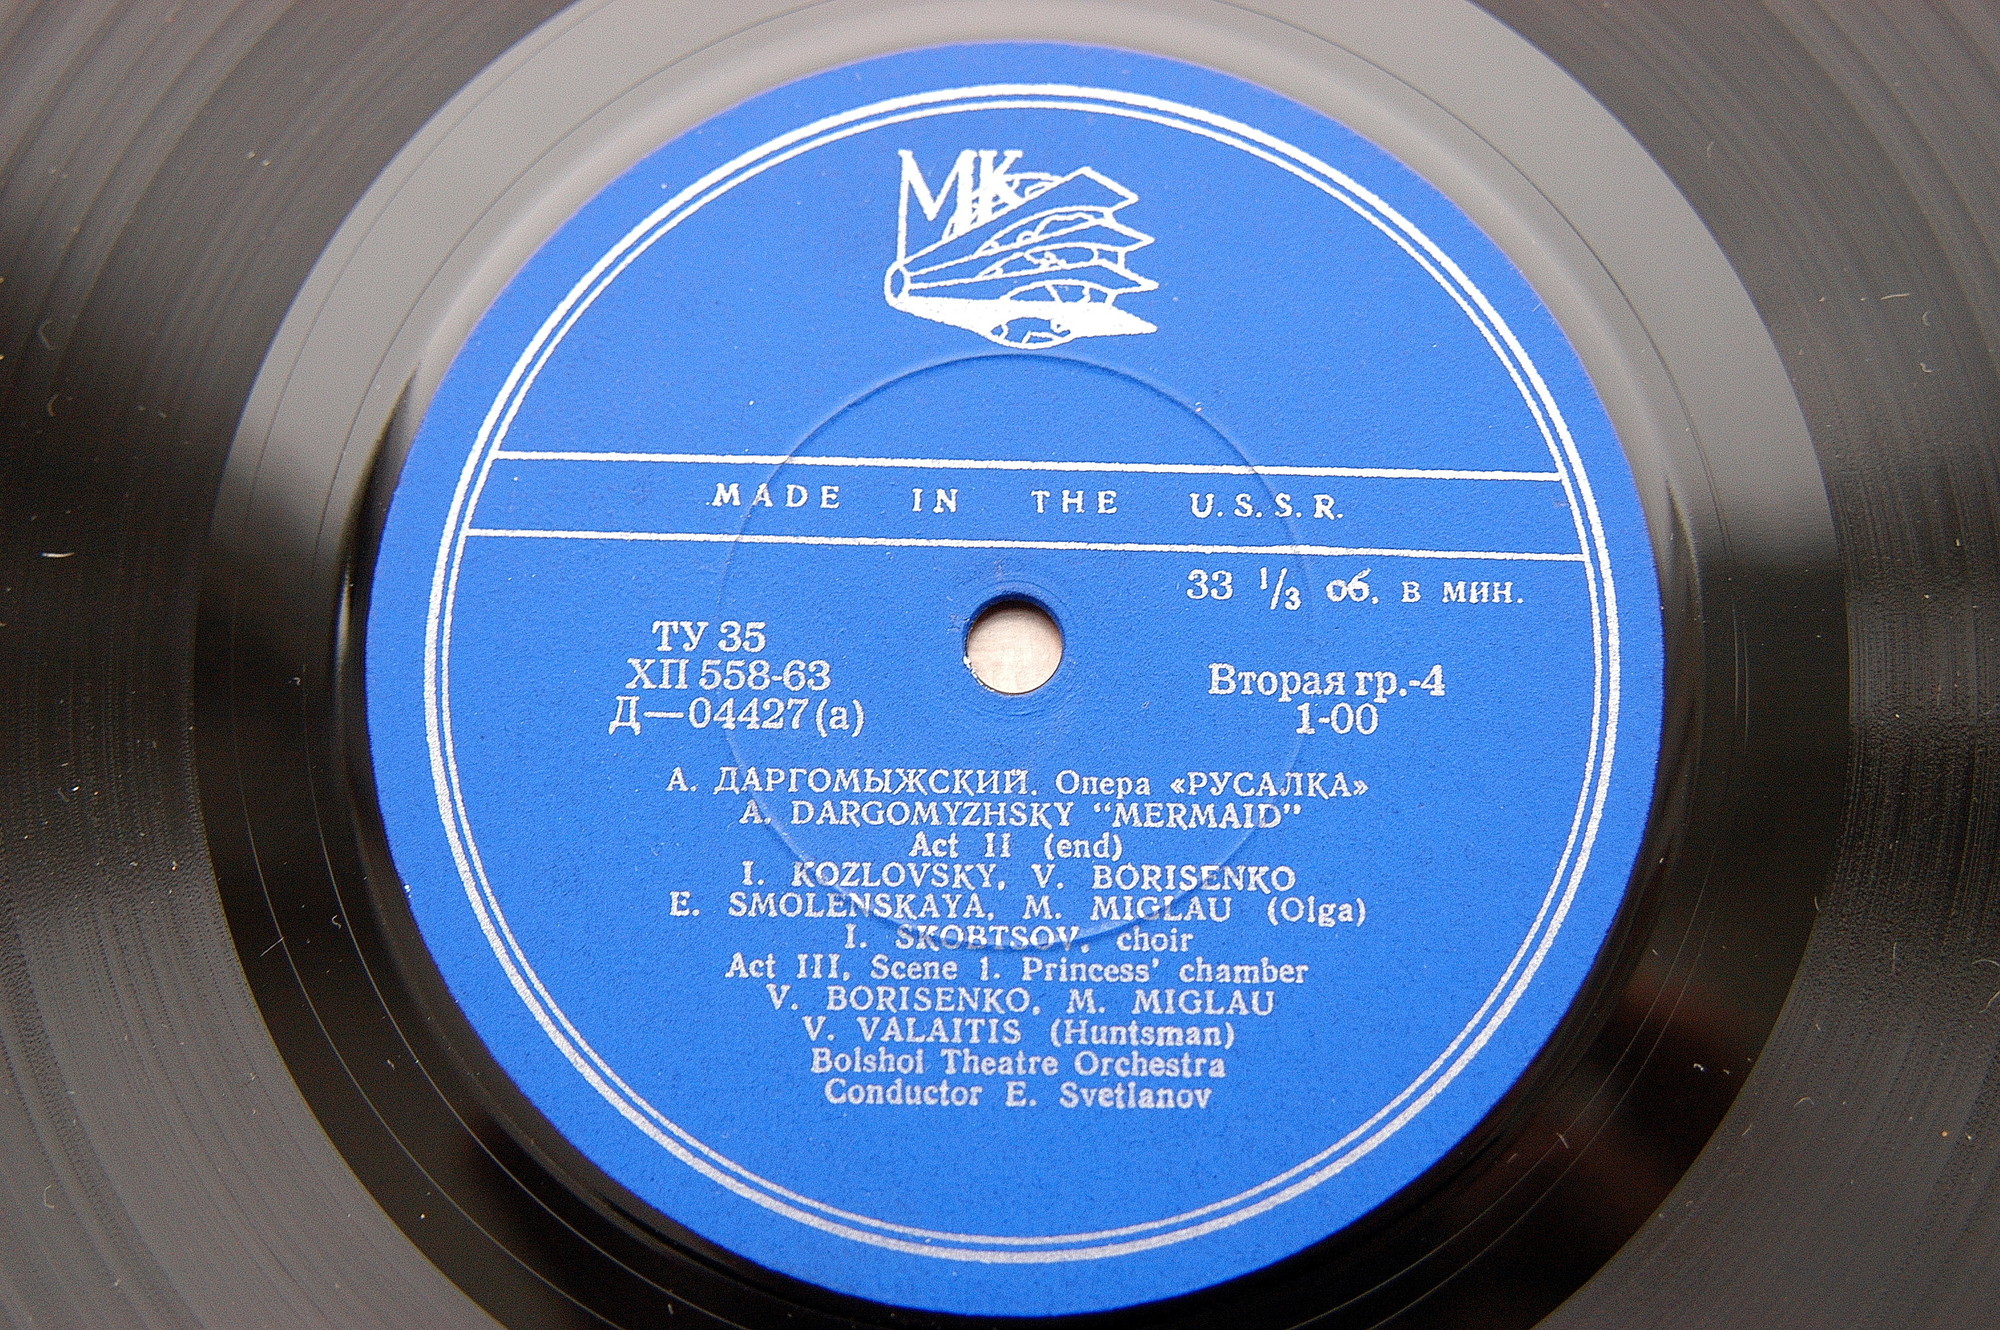 МК
MADE IN THE U.S.S.R.
33 1/3 об. в мин.
ТУ 35
ХП 558-63
Д—04427(а)
Вторая гр.-4
1-00
А. ДАРГОМЫЖСКИЙ. Опера «РУСАЛКА»
A. DARGOMYZHSKY “MERMAID”
Act II (end)
I. KOZLOVSKY, V. BORISENKO
E. SMOLENSKAYA, M. MIGLAU (Olga)
I. SKOBTSOV, choir
Act III, Scene 1. Princess’ chamber
V. BORISENKO, M. MIGLAU
V. VALAITIS (Huntsman)
Bolshoi Theatre Orchestra
Conductor E. Svetlanov